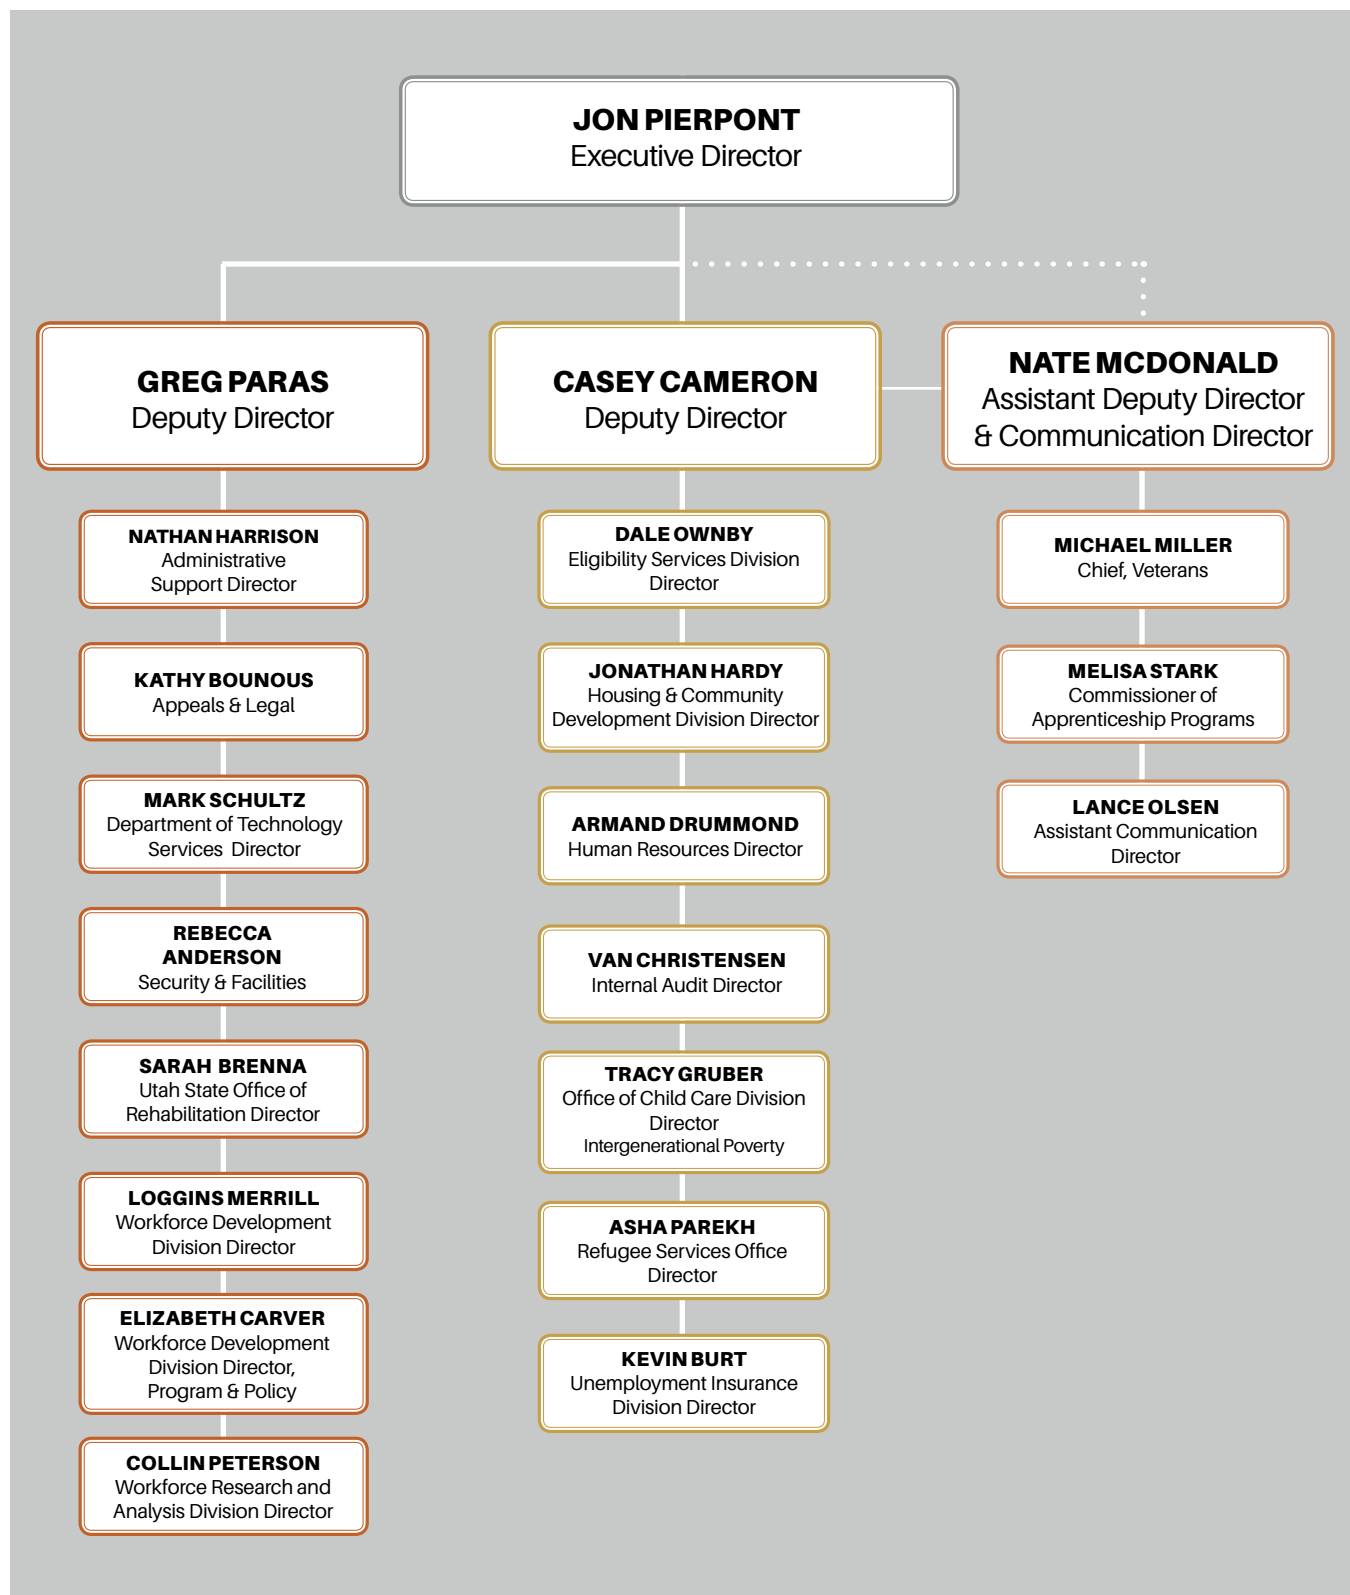 JON PIERPONT
Executive Director
GREG PARAS
Deputy Director
NATHAN HARRISON
Administrative
Support Director
KATHY BOUNOUS
Appeals & Legal
MARK SCHULTZ
Department of Technology
Services Director
REBECCA
ANDERSON
Security & Facilities
SARAH BRENNA
Utah State Office of
Rehabilitation Director
LOGGINS MERRILL
Workforce Development
Division Director
ELIZABETH CARVER
Workforce Development
Division Director,
Program & Policy
COLLIN PETERSON
Workforce Research and
Analysis Division Director
CASEY CAMERON
Deputy Director
DALE OWNBY
Eligibility Services Division
Director
JONATHAN HARDY
Housing & Community
Development Division Director
ARMAND DRUMMOND
Human Resources Director
VAN CHRISTENSEN
Internal Audit Director
TRACY GRUBER
Office of Child Care Division
Director
Intergenerational Poverty
ASHA PAREKH
Refugee Services Office
Director
KEVIN BURT
Unemployment Insurance
Division Director
NATE MCDONALD
Assistant Deputy Director
& Communication Director
MICHAEL MILLER
Chief, Veterans
MELISA STARK
Commissioner of
Apprenticeship Programs
LANCE OLSEN
Assistant Communication
Director